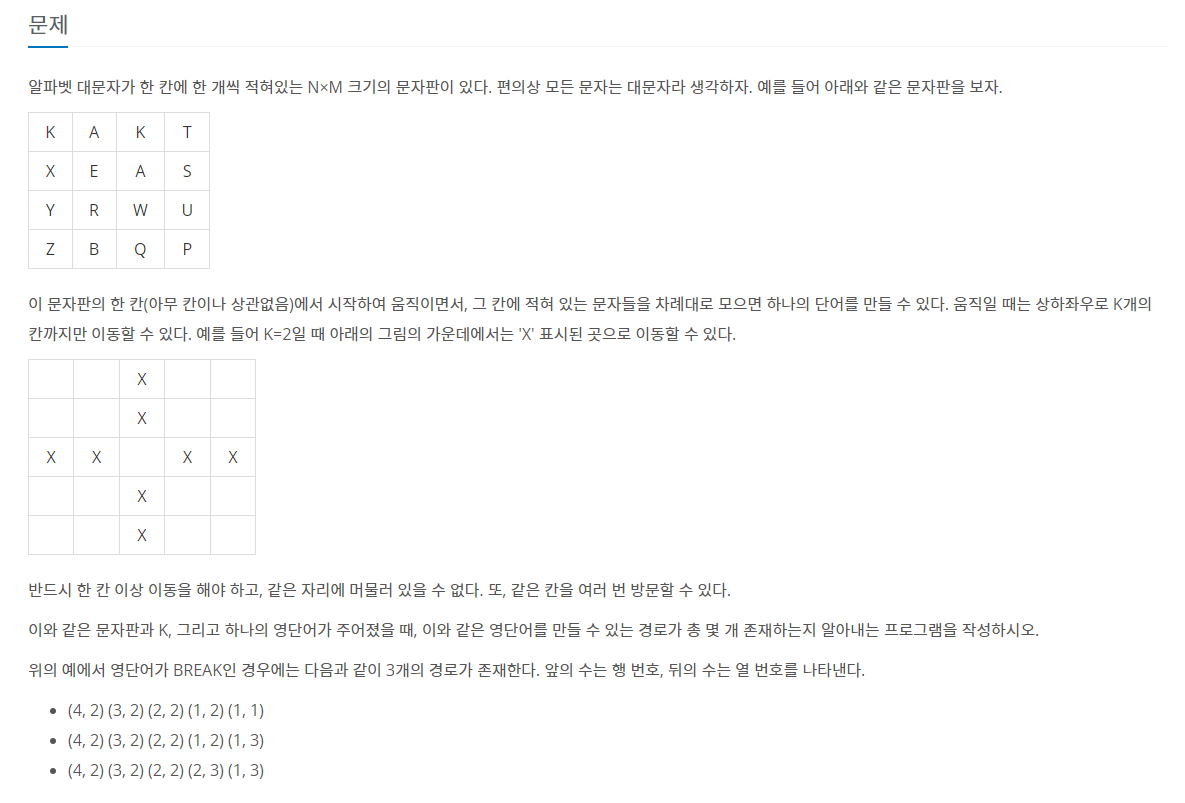 문제
알파벳 대문자가 한 칸에 한 개씩 적혀있는 N×M 크기의 문자판이 있다. 편의상 모든 문자는 대문자라 생각하자. 예를 들어 아래와 같은 문자판을 보자.
K A K T
X E A S
Y R W U
Z B Q P
이 문자판의 한 칸(아무 칸이나 상관없음)에서 시작하여 움직이면서, 그 칸에 적혀 있는 문자들을 차례대로 모으면 하나의 단어를 만들 수 있다. 움직일 때는 상하좌우로 K개의
칸까지만 이동할 수 있다. 예를 들어 K=2일 때 아래의 그림의 가운데에서는 'X' 표시된 곳으로 이동할 수 있다.
X
X
X X X X
X
X
반드시 한 칸 이상 이동을 해야 하고, 같은 자리에 머물러 있을 수 없다. 또, 같은 칸을 여러 번 방문할 수 있다.
이와 같은 문자판과 K, 그리고 하나의 영단어가 주어졌을 때, 이와 같은 영단어를 만들 수 있는 경로가 총 몇 개 존재하는지 알아내는 프로그램을 작성하시오.
위의 예에서 영단어가 BREAK인 경우에는 다음과 같이 3개의 경로가 존재한다. 앞의 수는 행 번호, 뒤의 수는 열 번호를 나타낸다.
• (4, 2) (3, 2) (2, 2) (1, 2) (1, 1)
• (4, 2) (3, 2) (2, 2) (1, 2) (1, 3)
• (4, 2) (3, 2) (2, 2) (2, 3) (1, 3)